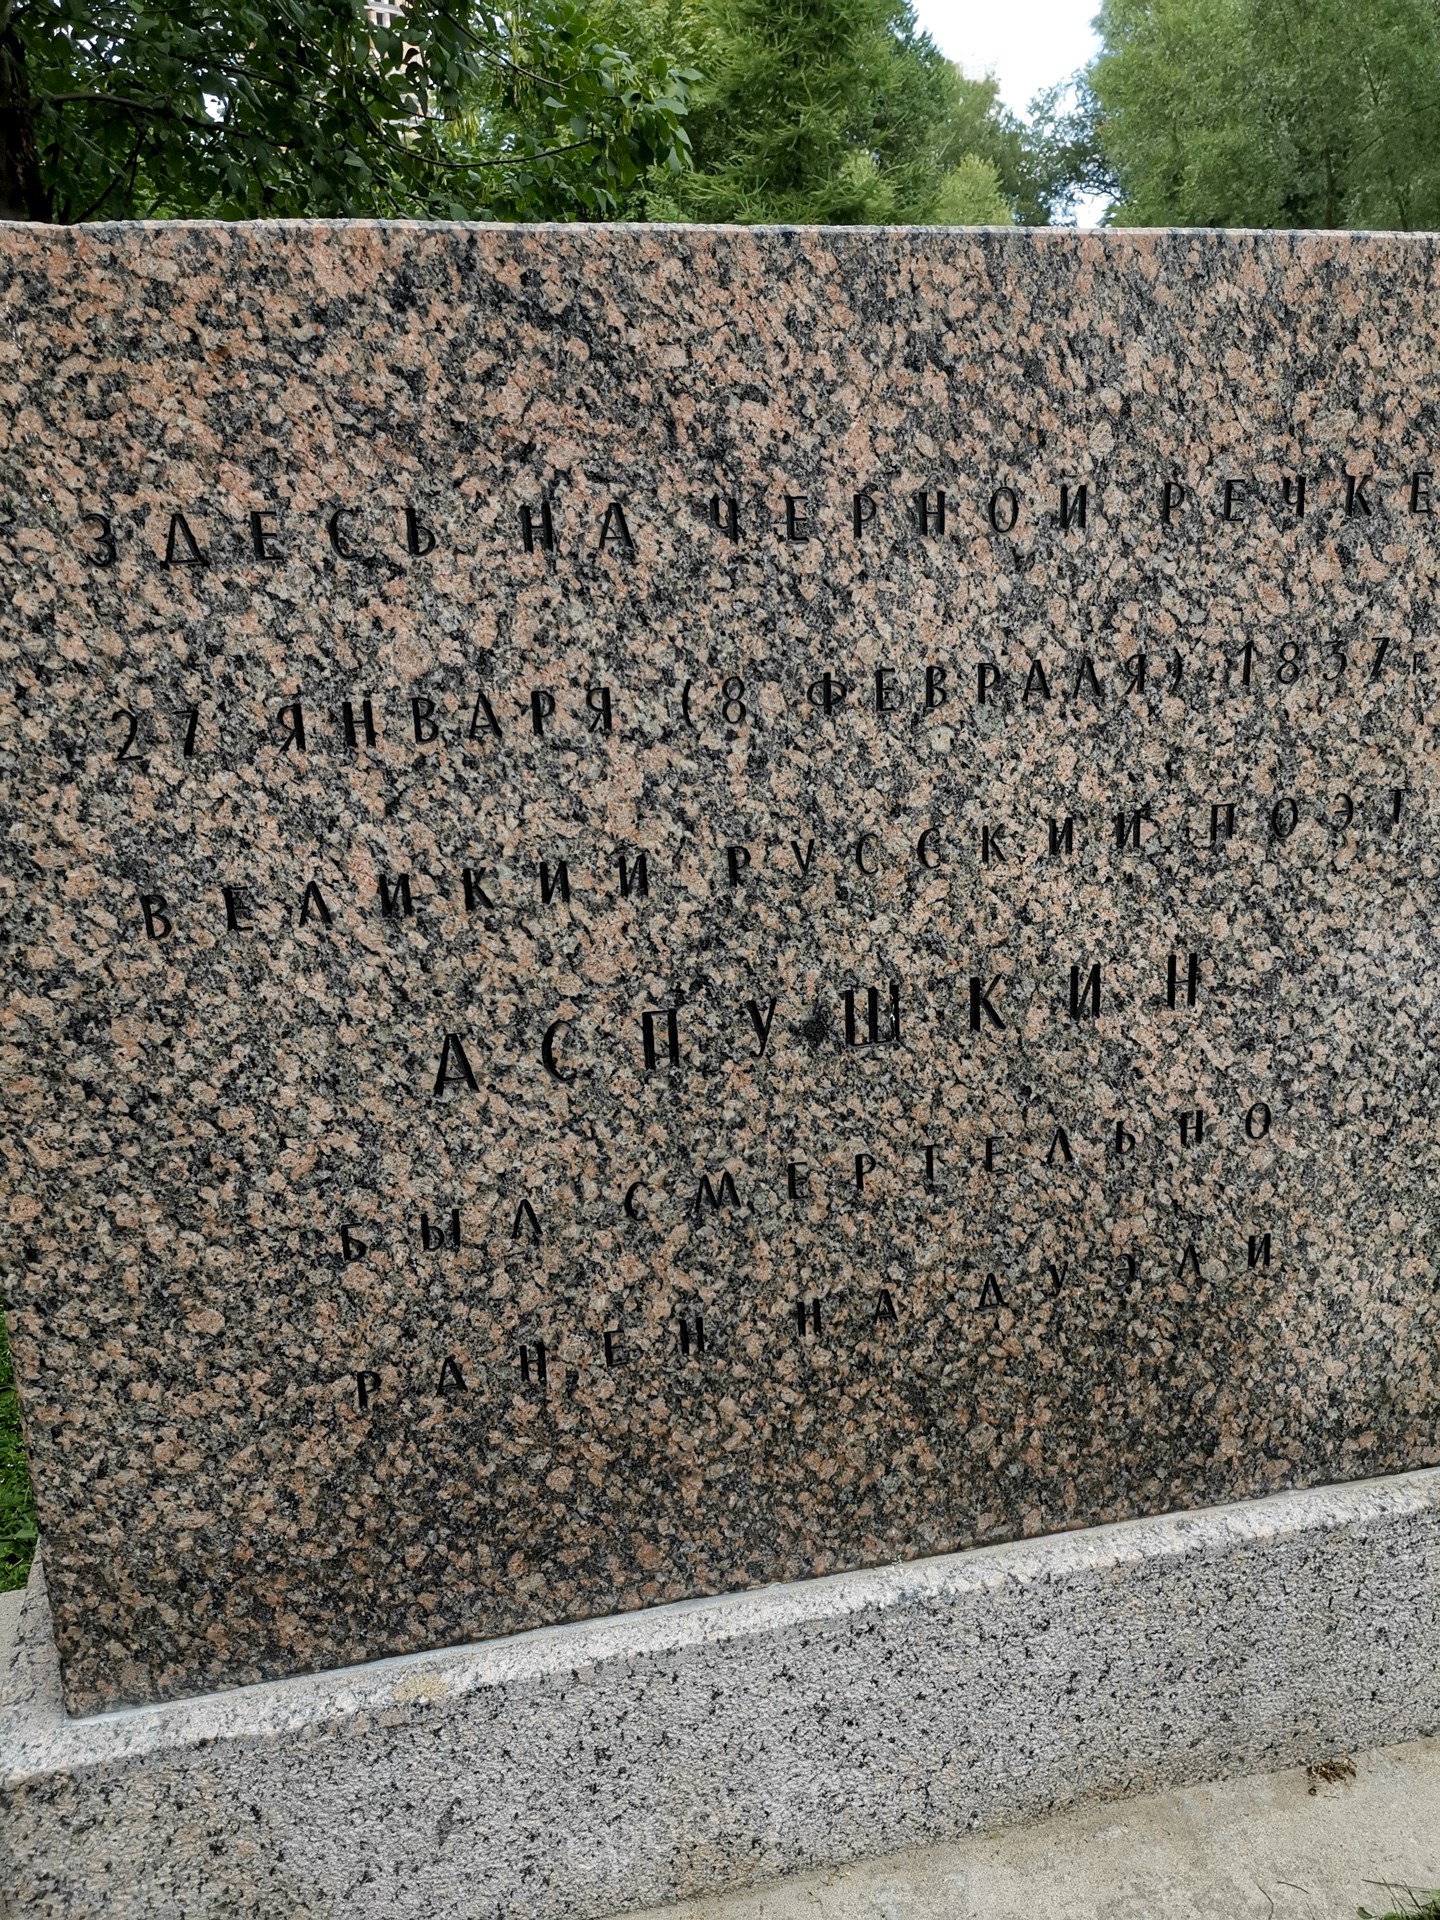 ЗДЕСЬ НА ЧЕРНОЙ РЕЧКЕ
27 ЯНВАРЯ (8 ФЕВРАЛЯ) 1837 г
ВЕЛИКИЙ РУССКИЙ ПОЭТ
А С ПУШКИН
БЫЛ СМЕРТЕЛЬНО
РАНЕН НА ДУЭЛИ